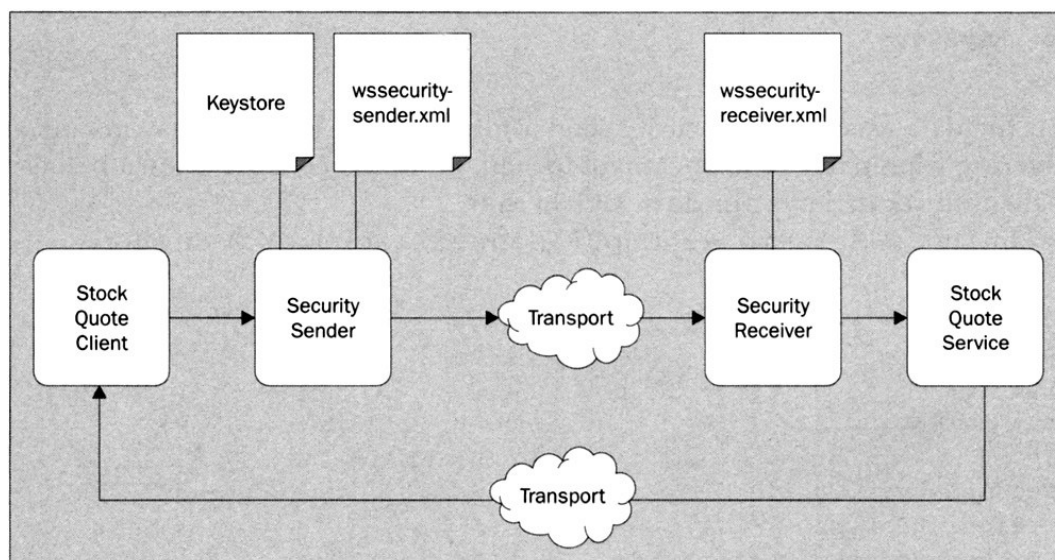 Keystore
wssecurity-
sender.xml
wssecurity-
receiver.xml
Stock
Quote
Client
Security
Sender
Transport
Security
Receiver
Stock
Quote
Service
Transport